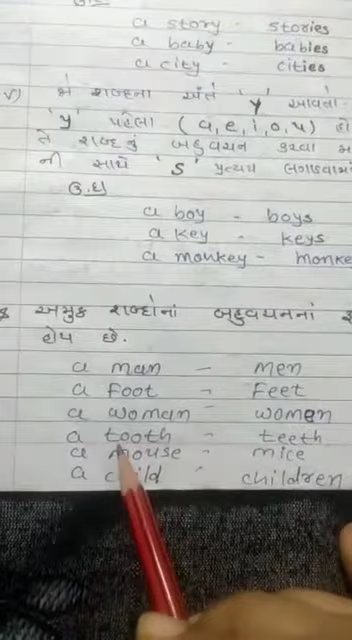 a story - stories
a baby - babies
a city - cities
v) જે શબ્દના અંતે 'y' આવતો
'y' પહેલા (a, e, i, o, u) હો
તે શબ્દનું બહુવચન કરવા
ની સાથે 's' પ્રત્યય લગાડવામાં
ઉ.દા
a boy - boys
a key - keys
a monkey - monke
અમુક શબ્દોનાં બહુવચનનાં
હોય છે.
a man - men
a foot - feet
a woman - women
a tooth - teeth
a mouse - mice
a child - children